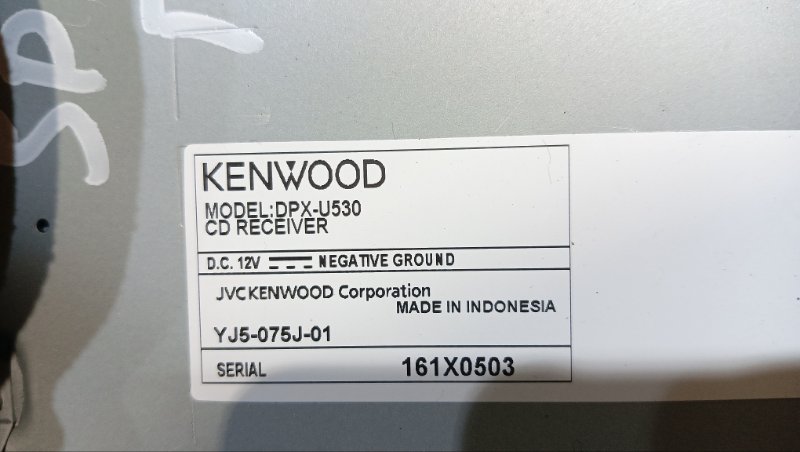 KENWOOD
MODEL:DPX-U530
CD RECEIVER
D.C. 12V NEGATIVE GROUND
JVCKENWOOD Corporation
MADE IN INDONESIA
YJ5-075J-01
SERIAL 161X0503